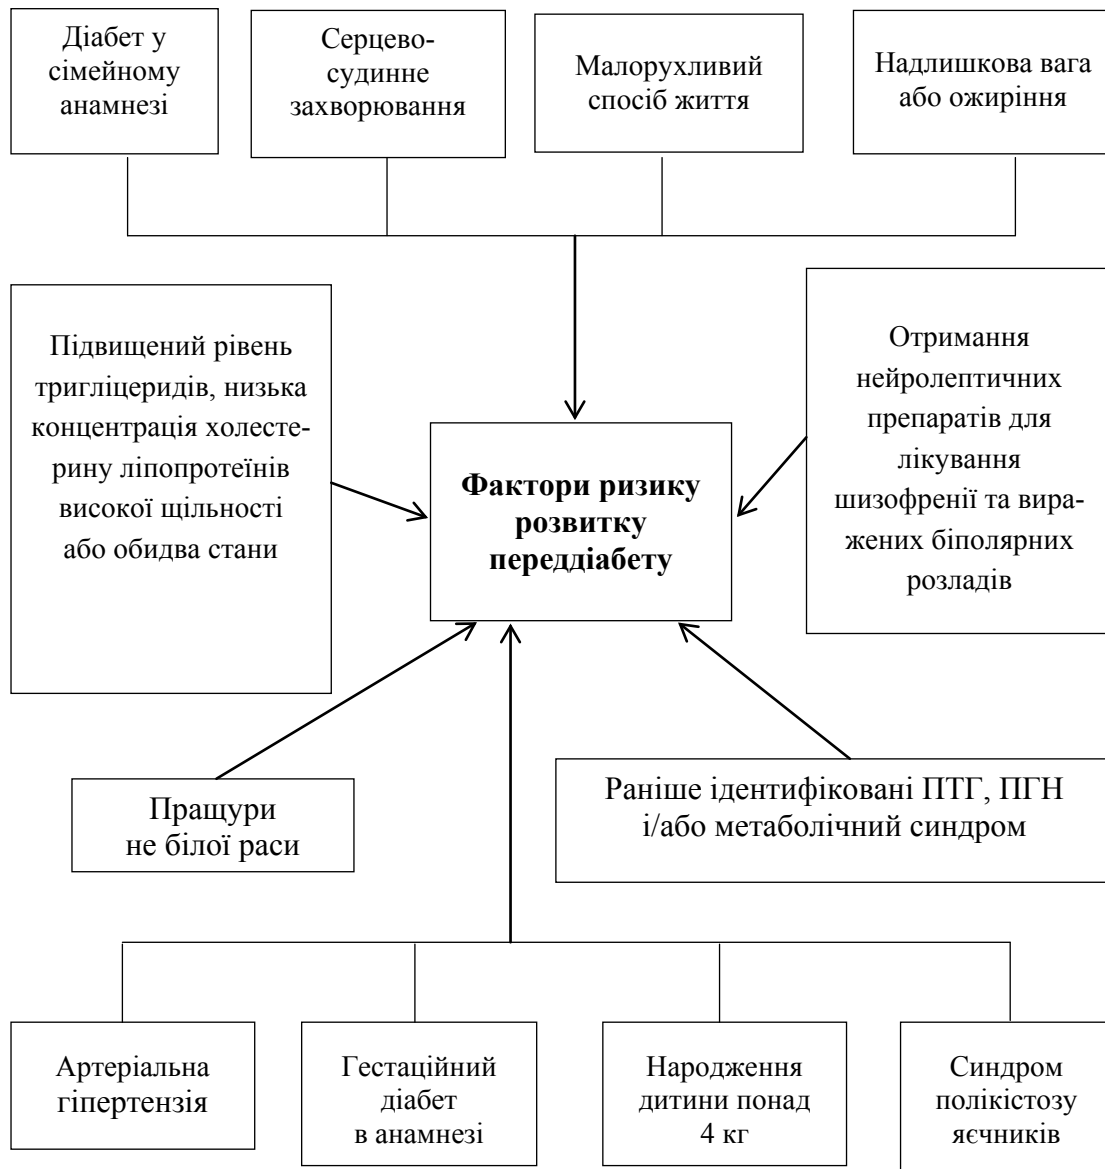 Діабет у
сімейному
анамнезі
Серцево-
судинне
захворювання
Малорухливий
спосіб життя
Надлишкова вага
або ожиріння
Підвищений рівень
тригліцеридів, низька
концентрація холесте-
рину ліпопротеїнів
високої щільності
або обидва стани
Фактори ризику
розвитку
переддіабету
Отримання
нейролептичних
препаратів для
лікування
шизофренії та вира-
жених біполярних
розладів
Пращури
не білої раси
Раніше ідентифіковані ПТГ, ПГН
і/або метаболічний синдром
Артеріальна
гіпертензія
Гестаційний
діабет
в анамнезі
Народження
дитини понад
4 кг
Синдром
полікістозу
яєчників